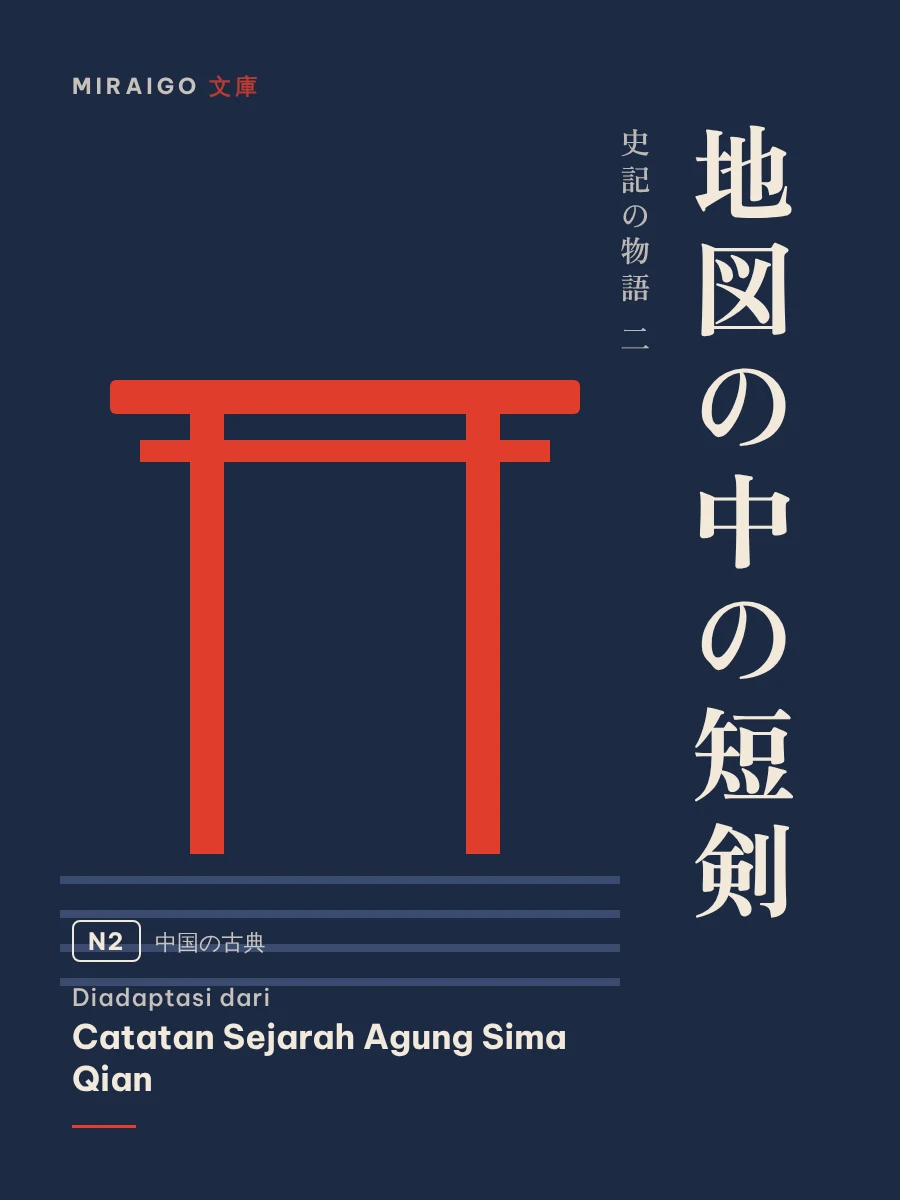 MIRAIGO 文庫
地図の中の短剣
史記の物語 二
N2 中国の古典
Diadaptasi dari
Catatan Sejarah Agung Sima
Qian